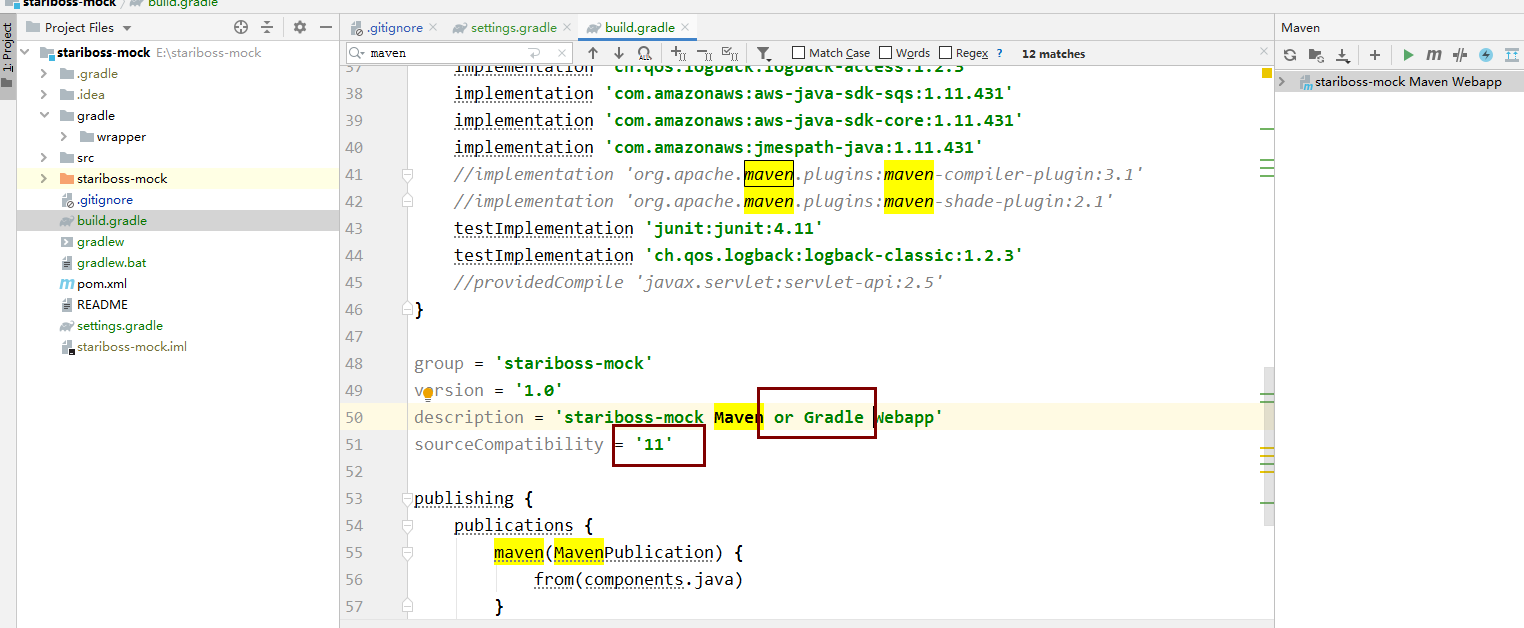 stariboss-mock build.gradle
1: Project
Project Files
.gitignore settings.gradle build.gradle
Maven
stariboss-mock E:\stariboss-mock
.gradle
.idea
gradle
wrapper
src
stariboss-mock
.gitignore
build.gradle
gradlew
gradlew.bat
pom.xml
README
settings.gradle
stariboss-mock.iml
maven Match Case Words Regex ? 12 matches
37 implementation 'ch.qos.logback:logback-access:1.2.3'
38 implementation 'com.amazonaws:aws-java-sdk-sqs:1.11.431'
39 implementation 'com.amazonaws:aws-java-sdk-core:1.11.431'
40 implementation 'com.amazonaws:jmespath-java:1.11.431'
41 //implementation 'org.apache.maven.plugins:maven-compiler-plugin:3.1'
42 //implementation 'org.apache.maven.plugins:maven-shade-plugin:2.1'
43 testImplementation 'junit:junit:4.11'
44 testImplementation 'ch.qos.logback:logback-classic:1.2.3'
45 //providedCompile 'javax.servlet:servlet-api:2.5'
46 }
47
48 group = 'stariboss-mock'
49 version = '1.0'
50 description = 'stariboss-mock Maven or Gradle Webapp'
51 sourceCompatibility = '11'
52
53 publishing {
54 publications {
55 maven(MavenPublication) {
56 from(components.java)
57 }
m
stariboss-mock Maven Webapp